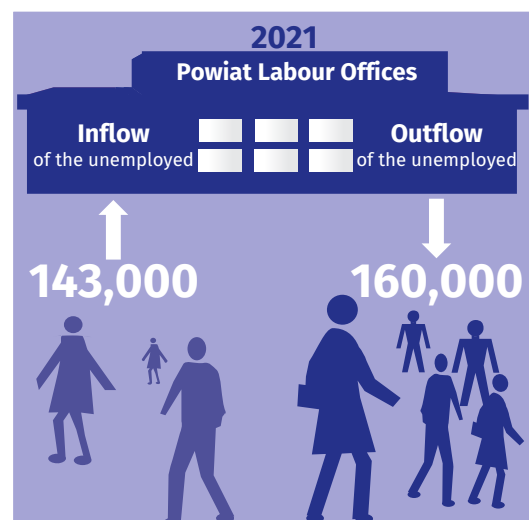 2021
Powiat Labour Offices
Inflow
of the unemployed
Outflow
of the unemployed
143,000
160,000